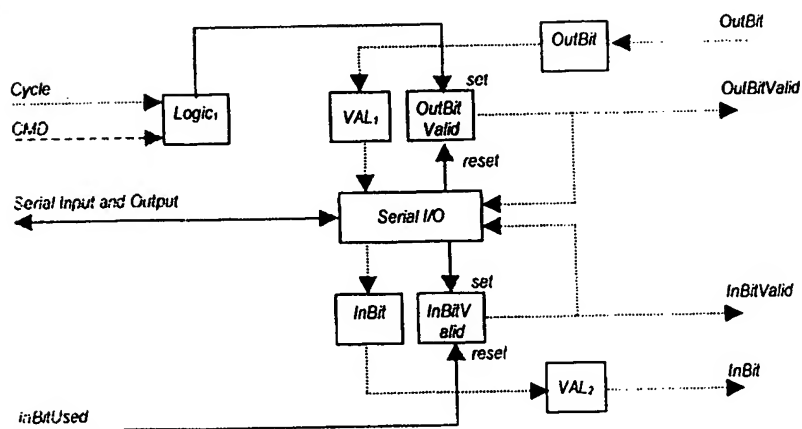 OutBit
OutBit
set
Cycle
OutBitValid
Logic₁
VAL₁
OutBit
Valid
CMD
reset
Serial Input and Output
Serial I/O
set
InBit
InBitV
alid
InBitValid
reset
InBit
VAL₂
InBitUsed